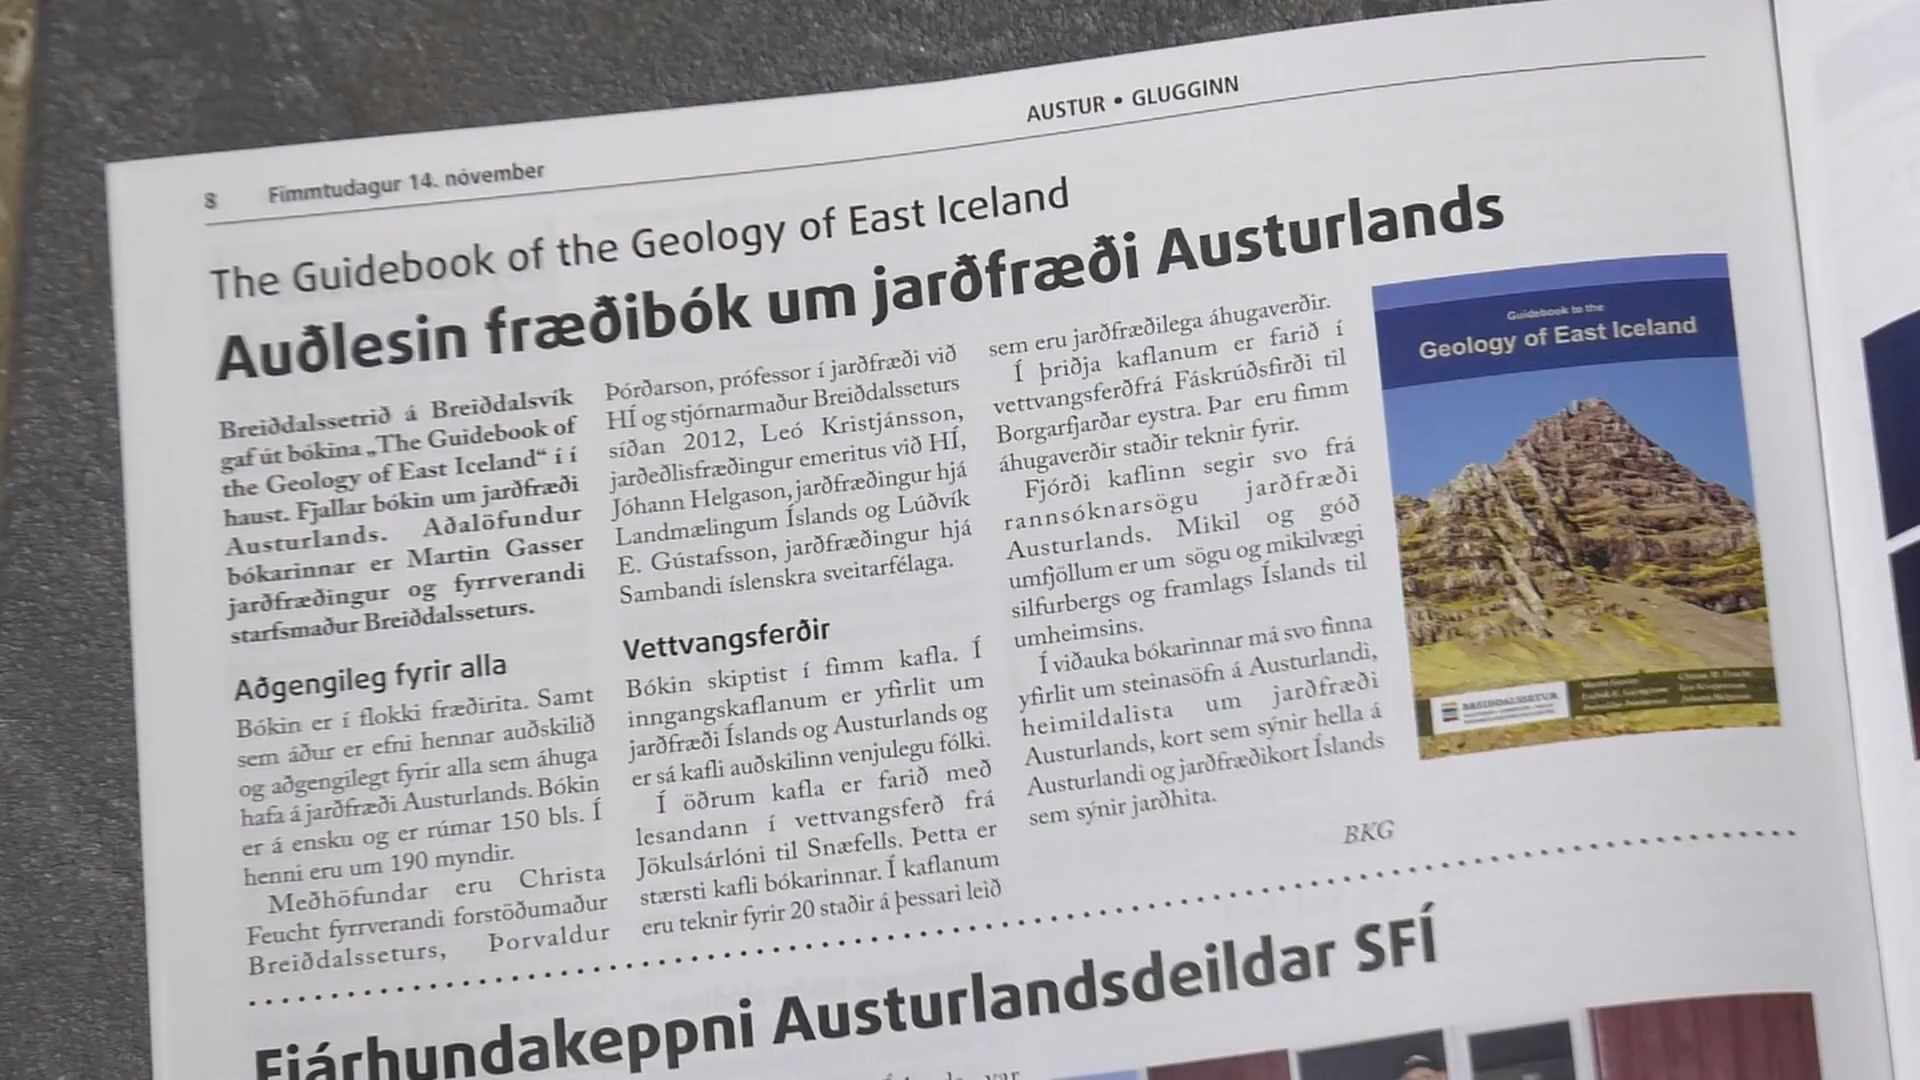 AUSTUR • GLUGGINN
8 Fimmtudagur 14. nóvember
The Guidebook of the Geology of East Iceland
Auðlesin fræðibók um jarðfræði Austurlands
Breiðdalssetrið á Breiðdalsvík
gaf út bókina „The Guidebook of
the Geology of East Iceland“ í í
haust. Fjallar bókin um jarðfræði
Austurlands. Aðalöfundur
bókarinnar er Martin Gasser
jarðfræðingur og fyrrverandi
starfsmaður Breiðdalsseturs.
Aðgengileg fyrir alla
Bókin er í flokki fræðirita. Samt
sem áður er efni hennar auðskilið
og aðgengilegt fyrir alla sem áhuga
hafa á jarðfræði Austurlands. Bókin
er á ensku og er rúmar 150 bls. Í
henni eru um 190 myndir.
Meðhöfundar eru Christa
Feucht fyrrverandi forstöðumaður
Breiðdalsseturs, Þorvaldur
Þórðarson, prófessor í jarðfræði við
HÍ og stjórnarmaður Breiðdalsseturs
síðan 2012, Leó Kristjánsson,
jarðeðlisfræðingur emeritus við HÍ,
Jóhann Helgason, jarðfræðingur hjá
Landmælingum Íslands og Lúðvík
E. Gústafsson, jarðfræðingur hjá
Sambandi íslenskra sveitarfélaga.
Vettvangsferðir
Bókin skiptist í fimm kafla. Í
inngangskaflanum er yfirlit um
jarðfræði Íslands og Austurlands og
er sá kafli auðskilinn venjulegu fólki.
Í öðrum kafla er farið með
lesandann í vettvangsferð frá
Jökulsárlóni til Snæfells. Þetta er
stærsti kafli bókarinnar. Í kaflanum
eru teknir fyrir 20 staðir á þessari leið
sem eru jarðfræðilega áhugaverðir.
Í þriðja kaflanum er farið í
vettvangsferðfrá Fáskrúðsfirði til
Borgarfjarðar eystra. Þar eru fimm
áhugaverðir staðir teknir fyrir.
Fjórði kaflinn segir svo frá
rannsóknarsögu jarðfræði
Austurlands. Mikil og góð
umfjöllum er um sögu og mikilvægi
silfurbergs og framlags Íslands til
umheimsins.
Í viðauka bókarinnar má svo finna
yfirlit um steinasöfn á Austurlandi,
heimildalista um jarðfræði
Austurlands, kort sem sýnir hella á
Austurlandi og jarðfræðikort Íslands
sem sýnir jarðhita.
BKG
Guidebook to the
Geology of East Iceland
BREIÐDALSSETUR
Fjárhundakeppni Austurlandsdeildar SFÍ